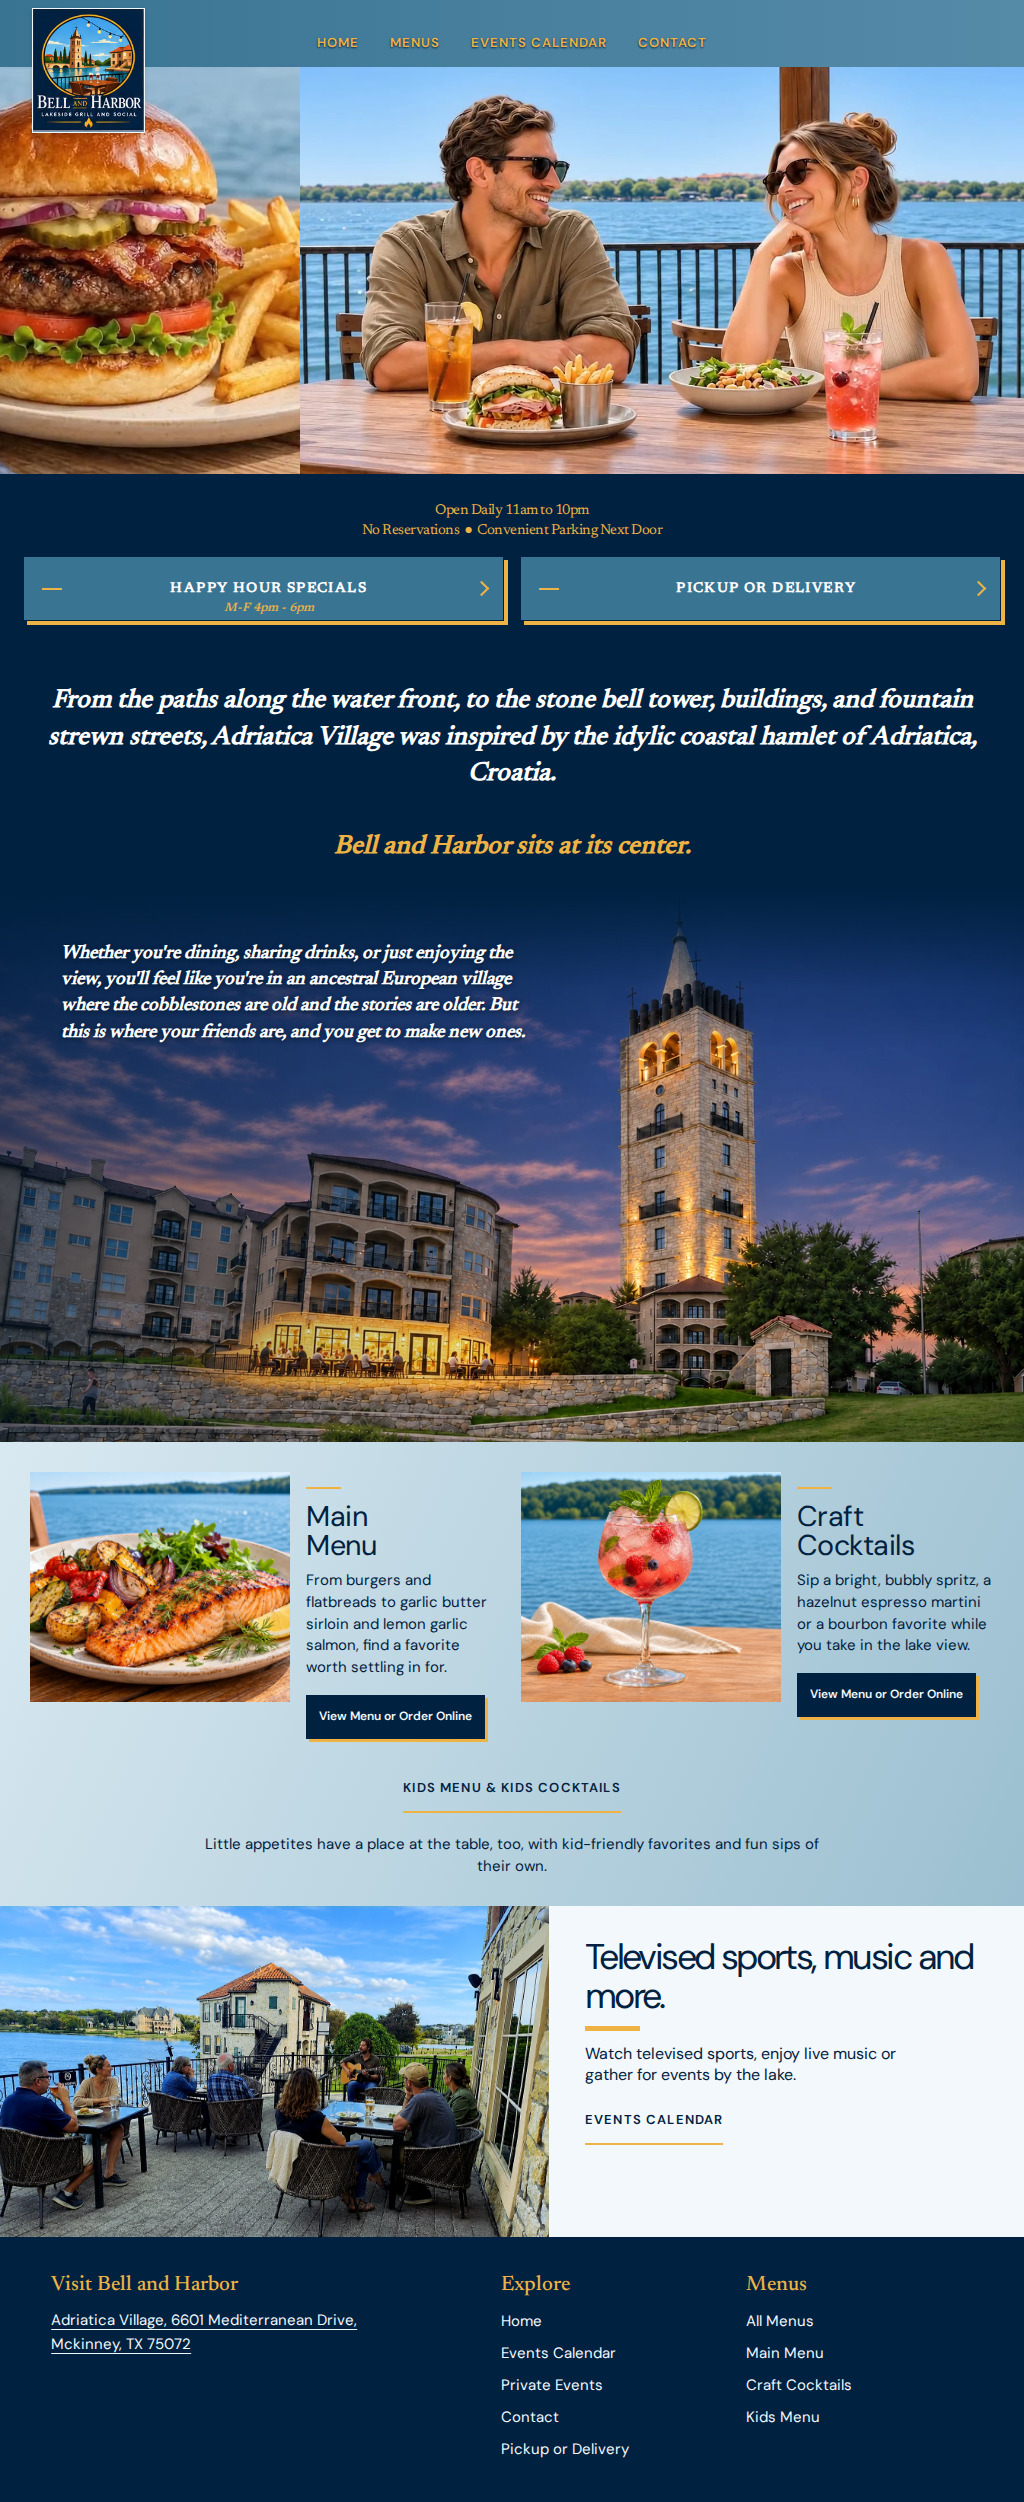 BELL AND HARBOR
LAKESIDE GRILL AND SOCIAL
HOME MENUS EVENTS CALENDAR CONTACT
Open Daily 11am to 10pm
No Reservations ● Convenient Parking Next Door
HAPPY HOUR SPECIALS
M-F 4pm - 6pm
PICKUP OR DELIVERY
From the paths along the water front, to the stone bell tower, buildings, and fountain
strewn streets, Adriatica Village was inspired by the idylic coastal hamlet of Adriatica,
Croatia.
Bell and Harbor sits at its center.
Whether you're dining, sharing drinks, or just enjoying the
view, you'll feel like you're in an ancestral European village
where the cobblestones are old and the stories are older. But
this is where your friends are, and you get to make new ones.
Main
Menu
From burgers and
flatbreads to garlic butter
sirloin and lemon garlic
salmon, find a favorite
worth settling in for.
View Menu or Order Online
Craft
Cocktails
Sip a bright, bubbly spritz, a
hazelnut espresso martini
or a bourbon favorite while
you take in the lake view.
View Menu or Order Online
KIDS MENU & KIDS COCKTAILS
Little appetites have a place at the table, too, with kid-friendly favorites and fun sips of
their own.
Televised sports, music and
more.
Watch televised sports, enjoy live music or
gather for events by the lake.
EVENTS CALENDAR
Visit Bell and Harbor
Adriatica Village, 6601 Mediterranean Drive,
Mckinney, TX 75072
Explore
Home
Events Calendar
Private Events
Contact
Pickup or Delivery
Menus
All Menus
Main Menu
Craft Cocktails
Kids Menu